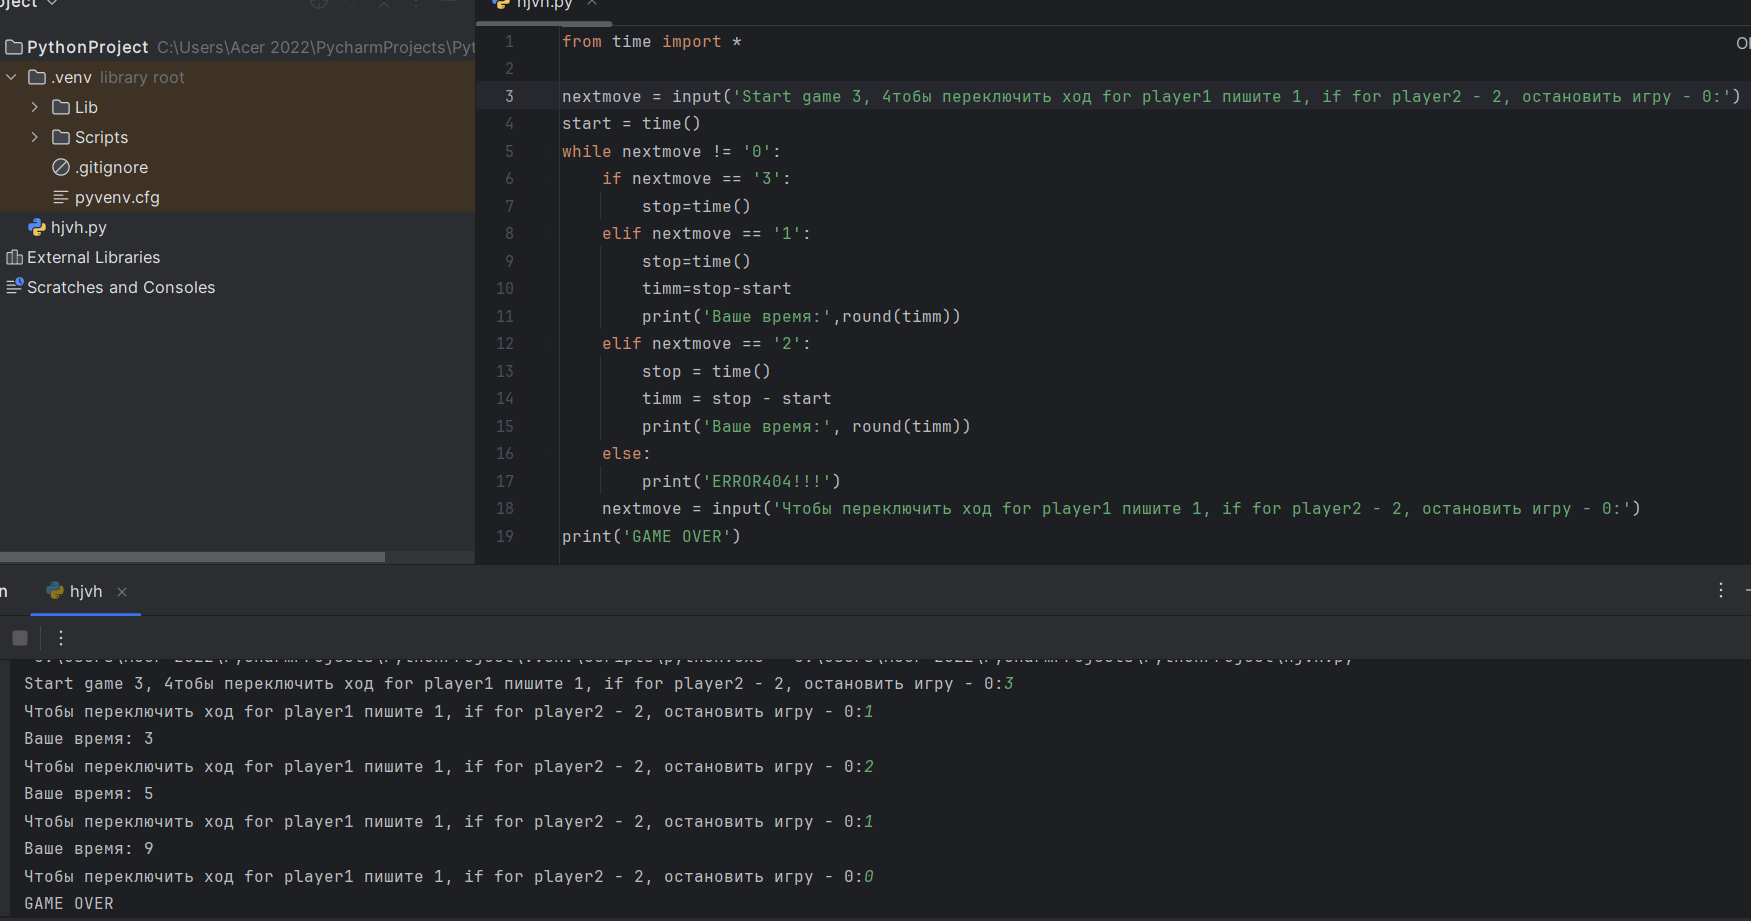 oject
PythonProject C:\Users\Acer 2022\PycharmProjects\Pyt
.venv library root
Lib
Scripts
.gitignore
pyvenv.cfg
hjvh.py
External Libraries
Scratches and Consoles
hjvh.py
1 from time import *
2
3 nextmove = input('Start game 3, 4тобы переключить ход for player1 пишите 1, if for player2 - 2, остановить игру - 0:')
4 start = time()
5 while nextmove != '0':
6 if nextmove == '3':
7 stop=time()
8 elif nextmove == '1':
9 stop=time()
10 timm=stop-start
11 print('Ваше время:',round(timm))
12 elif nextmove == '2':
13 stop = time()
14 timm = stop - start
15 print('Ваше время:', round(timm))
16 else:
17 print('ERROR404!!!')
18 nextmove = input('Чтобы переключить ход for player1 пишите 1, if for player2 - 2, остановить игру - 0:')
19 print('GAME OVER')
n hjvh
Start game 3, 4тобы переключить ход for player1 пишите 1, if for player2 - 2, остановить игру - 0:3
Чтобы переключить ход for player1 пишите 1, if for player2 - 2, остановить игру - 0:1
Ваше время: 3
Чтобы переключить ход for player1 пишите 1, if for player2 - 2, остановить игру - 0:2
Ваше время: 5
Чтобы переключить ход for player1 пишите 1, if for player2 - 2, остановить игру - 0:1
Ваше время: 9
Чтобы переключить ход for player1 пишите 1, if for player2 - 2, остановить игру - 0:0
GAME OVER